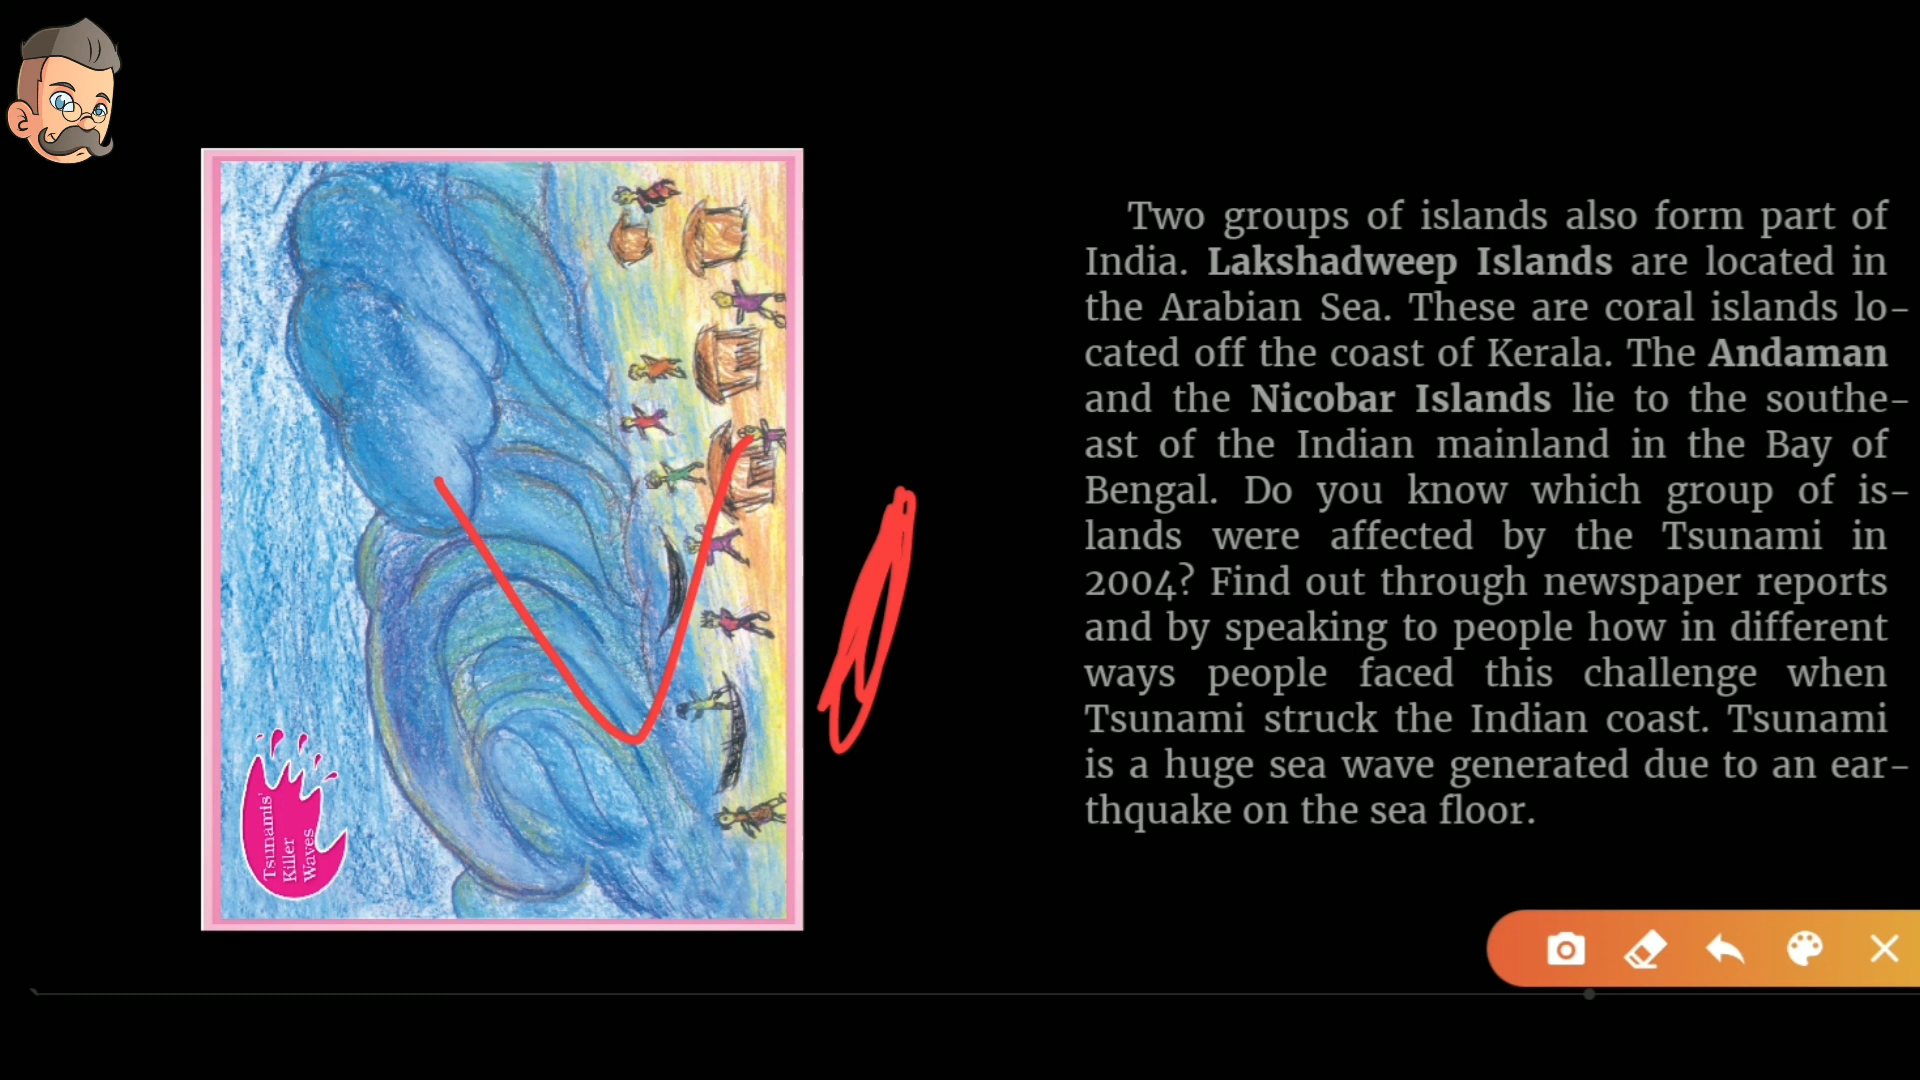 Two groups of islands also form part of
India. Lakshadweep Islands are located in
the Arabian Sea. These are coral islands lo-
cated off the coast of Kerala. The Andaman
and the Nicobar Islands lie to the southe-
ast of the Indian mainland in the Bay of
Bengal. Do you know which group of is-
lands were affected by the Tsunami in
2004? Find out through newspaper reports
and by speaking to people how in different
ways people faced this challenge when
Tsunami struck the Indian coast. Tsunami
is a huge sea wave generated due to an ear-
thquake on the sea floor.
Tsunamis'
Killer
Waves